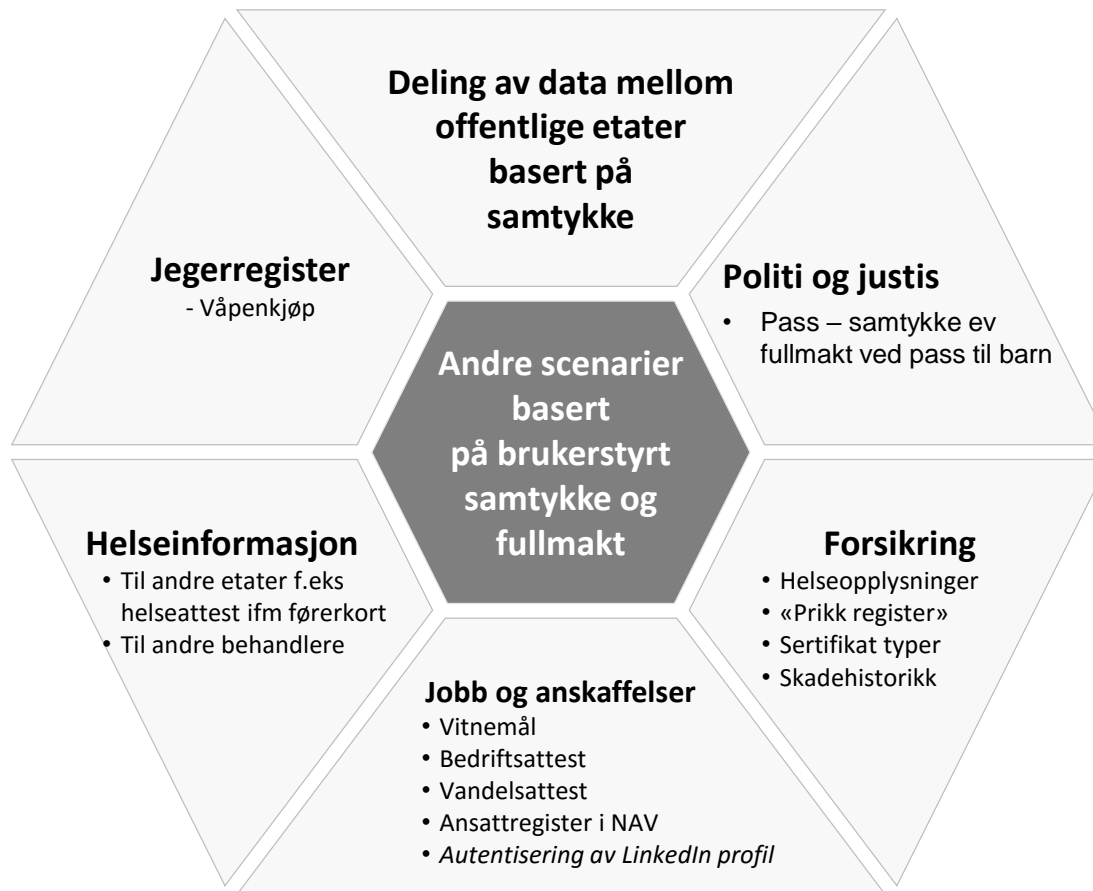 Deling av data mellom
offentlige etater
basert på
samtykke
Jegerregister
- Våpenkjøp
Politi og justis
• Pass – samtykke ev
fullmakt ved pass til barn
Andre scenarier
basert
på brukerstyrt
samtykke og
fullmakt
Helseinformasjon
• Til andre etater f.eks
helseattest ifm førerkort
• Til andre behandlere
Forsikring
• Helseopplysninger
• «Prikk register»
• Sertifikat typer
• Skadehistorikk
Jobb og anskaffelser
• Vitnemål
• Bedriftsattest
• Vandelsattest
• Ansattregister i NAV
• Autentisering av LinkedIn profil